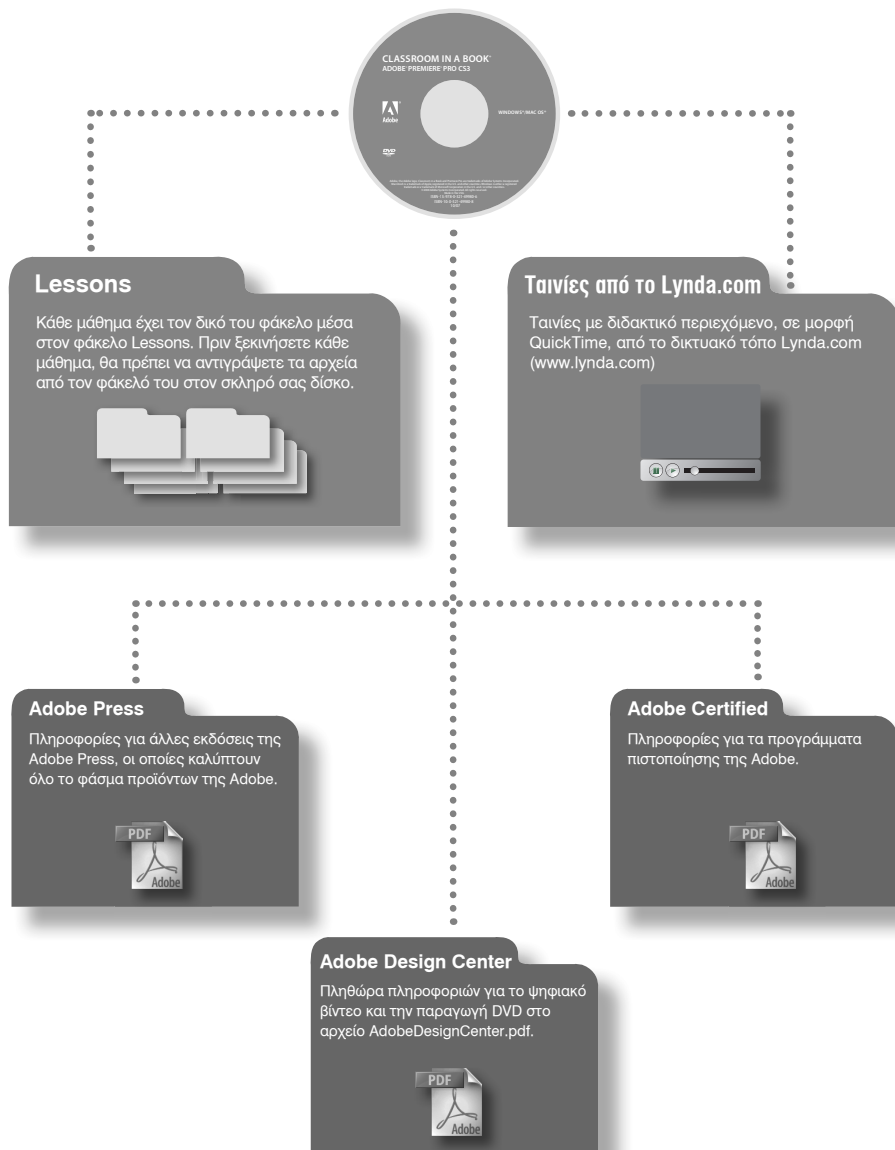 CLASSROOM IN A BOOK®
ADOBE PREMIERE PRO CS3
Adobe
WINDOWS®/MAC OS®
DVD
Lessons
Κάθε μάθημα έχει τον δικό του φάκελο μέσα
στον φάκελο Lessons. Πριν ξεκινήσετε κάθε
μάθημα, θα πρέπει να αντιγράψετε τα αρχεία
από τον φάκελό του στον σκληρό σας δίσκο.
Ταινίες από το Lynda.com
Ταινίες με διδακτικό περιεχόμενο, σε μορφή
QuickTime, από το δικτυακό τόπο Lynda.com
(www.lynda.com)
Adobe Press
Πληροφορίες για άλλες εκδόσεις της
Adobe Press, οι οποίες καλύπτουν
όλο το φάσμα προϊόντων της Adobe.
PDF
Adobe
Adobe Certified
Πληροφορίες για τα προγράμματα
πιστοποίησης της Adobe.
PDF
Adobe
Adobe Design Center
Πληθώρα πληροφοριών για το ψηφιακό
βίντεο και την παραγωγή DVD στο
αρχείο AdobeDesignCenter.pdf.
PDF
Adobe